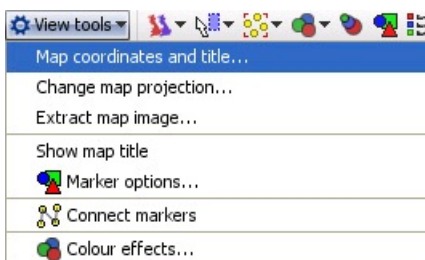 View tools
Map coordinates and title...
Change map projection...
Extract map image...
Show map title
Marker options...
Connect markers
Colour effects...